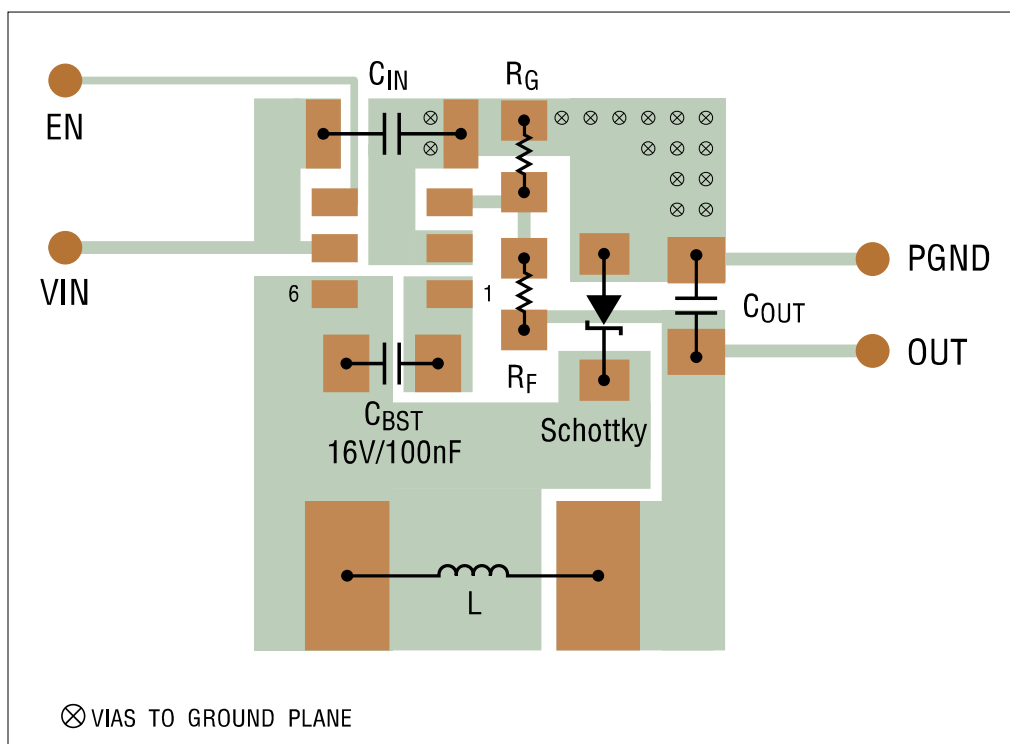 C_IN
R_G
EN
VIN
PGND
6
1
C_OUT
OUT
R_F
C_BST
16V/100nF
Schottky
L
VIAS TO GROUND PLANE